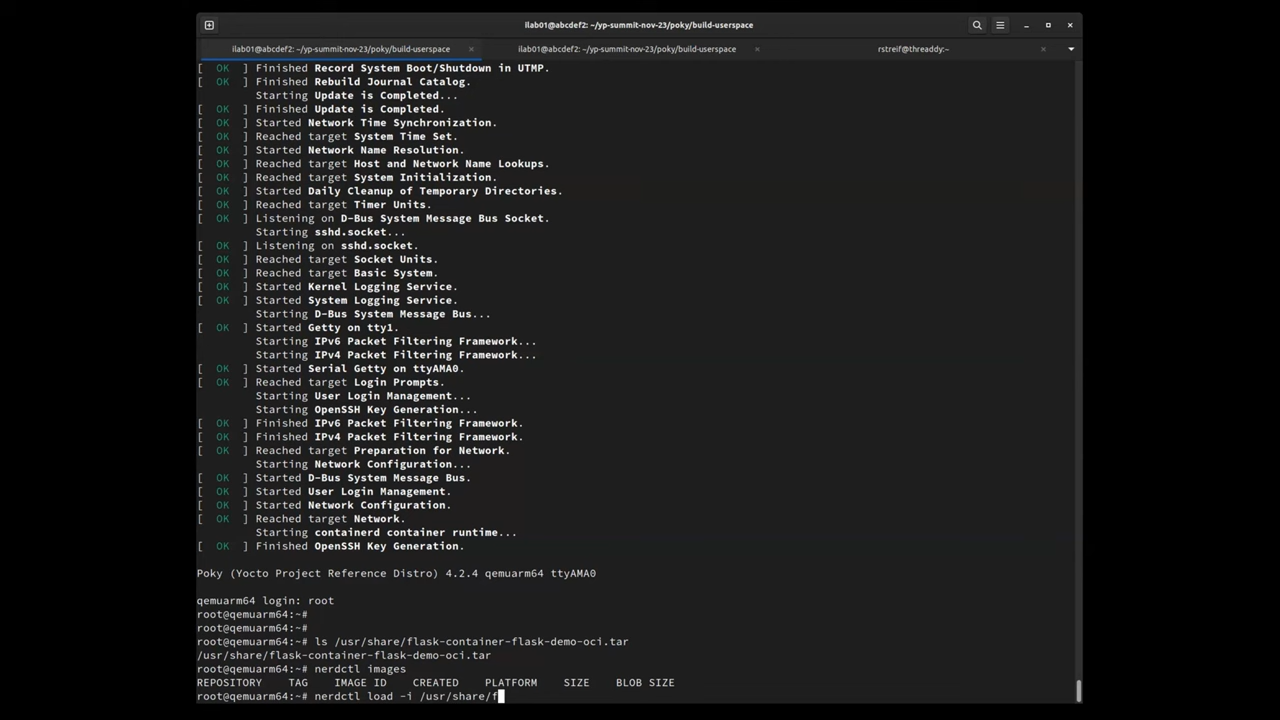 ilab01@abcdef2: ~/yp-summit-nov-23/poky/build-userspace
ilab01@abcdef2: ~/yp-summit-nov-23/poky/build-userspace × ilab01@abcdef2: ~/yp-summit-nov-23/poky/build-userspace × rstreif@threaddy:~ ×
[  OK  ] Finished Record System Boot/Shutdown in UTMP.
[  OK  ] Finished Rebuild Journal Catalog.
         Starting Update is Completed...
[  OK  ] Finished Update is Completed.
[  OK  ] Started Network Time Synchronization.
[  OK  ] Reached target System Time Set.
[  OK  ] Started Network Name Resolution.
[  OK  ] Reached target Host and Network Name Lookups.
[  OK  ] Reached target System Initialization.
[  OK  ] Started Daily Cleanup of Temporary Directories.
[  OK  ] Reached target Timer Units.
[  OK  ] Listening on D-Bus System Message Bus Socket.
         Starting sshd.socket...
[  OK  ] Listening on sshd.socket.
[  OK  ] Reached target Socket Units.
[  OK  ] Reached target Basic System.
[  OK  ] Started Kernel Logging Service.
[  OK  ] Started System Logging Service.
         Starting D-Bus System Message Bus...
[  OK  ] Started Getty on tty1.
         Starting IPv6 Packet Filtering Framework...
         Starting IPv4 Packet Filtering Framework...
[  OK  ] Started Serial Getty on ttyAMA0.
[  OK  ] Reached target Login Prompts.
         Starting User Login Management...
         Starting OpenSSH Key Generation...
[  OK  ] Finished IPv6 Packet Filtering Framework.
[  OK  ] Finished IPv4 Packet Filtering Framework.
[  OK  ] Reached target Preparation for Network.
         Starting Network Configuration...
[  OK  ] Started D-Bus System Message Bus.
[  OK  ] Started User Login Management.
[  OK  ] Started Network Configuration.
[  OK  ] Reached target Network.
         Starting containerd container runtime...
[  OK  ] Finished OpenSSH Key Generation.
Poky (Yocto Project Reference Distro) 4.2.4 qemuarm64 ttyAMA0
qemuarm64 login: root
root@qemuarm64:~#
root@qemuarm64:~#
root@qemuarm64:~# ls /usr/share/flask-container-flask-demo-oci.tar
/usr/share/flask-container-flask-demo-oci.tar
root@qemuarm64:~# nerdctl images
REPOSITORY    TAG    IMAGE ID    CREATED    PLATFORM    SIZE    BLOB SIZE
root@qemuarm64:~# nerdctl load -i /usr/share/f